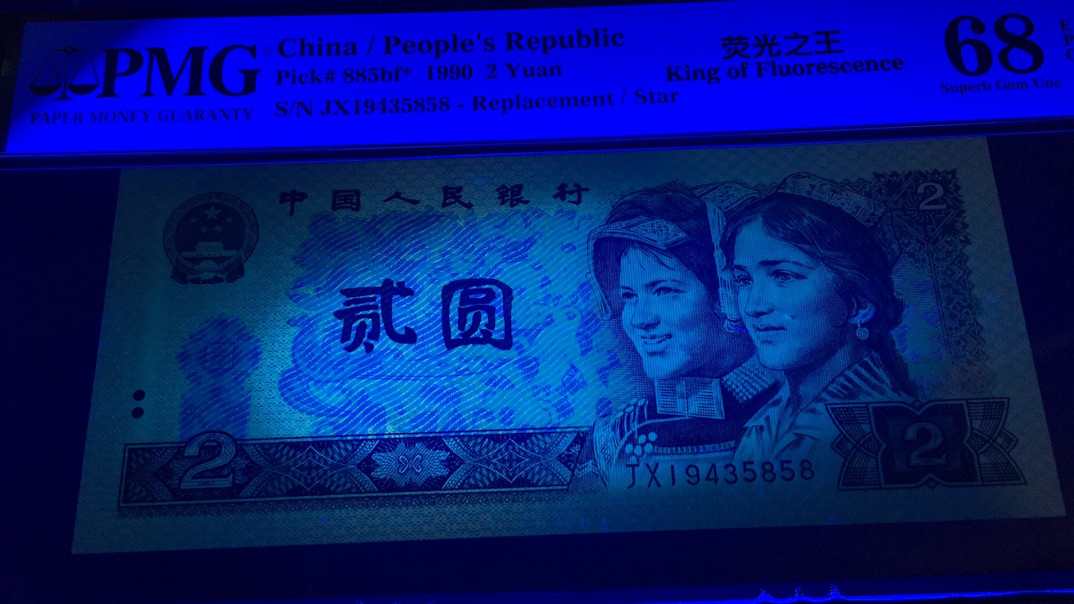 PMG
PAPER MONEY GUARANTY
China / People's Republic
Pick# 885bf* 1990 2 Yuan
S/N JX19435858 - Replacement / Star
荧光之王
King of Fluorescence
68
Superb Gem Unc
E
中国人民银行
2
贰圆
2
2
JX19435858